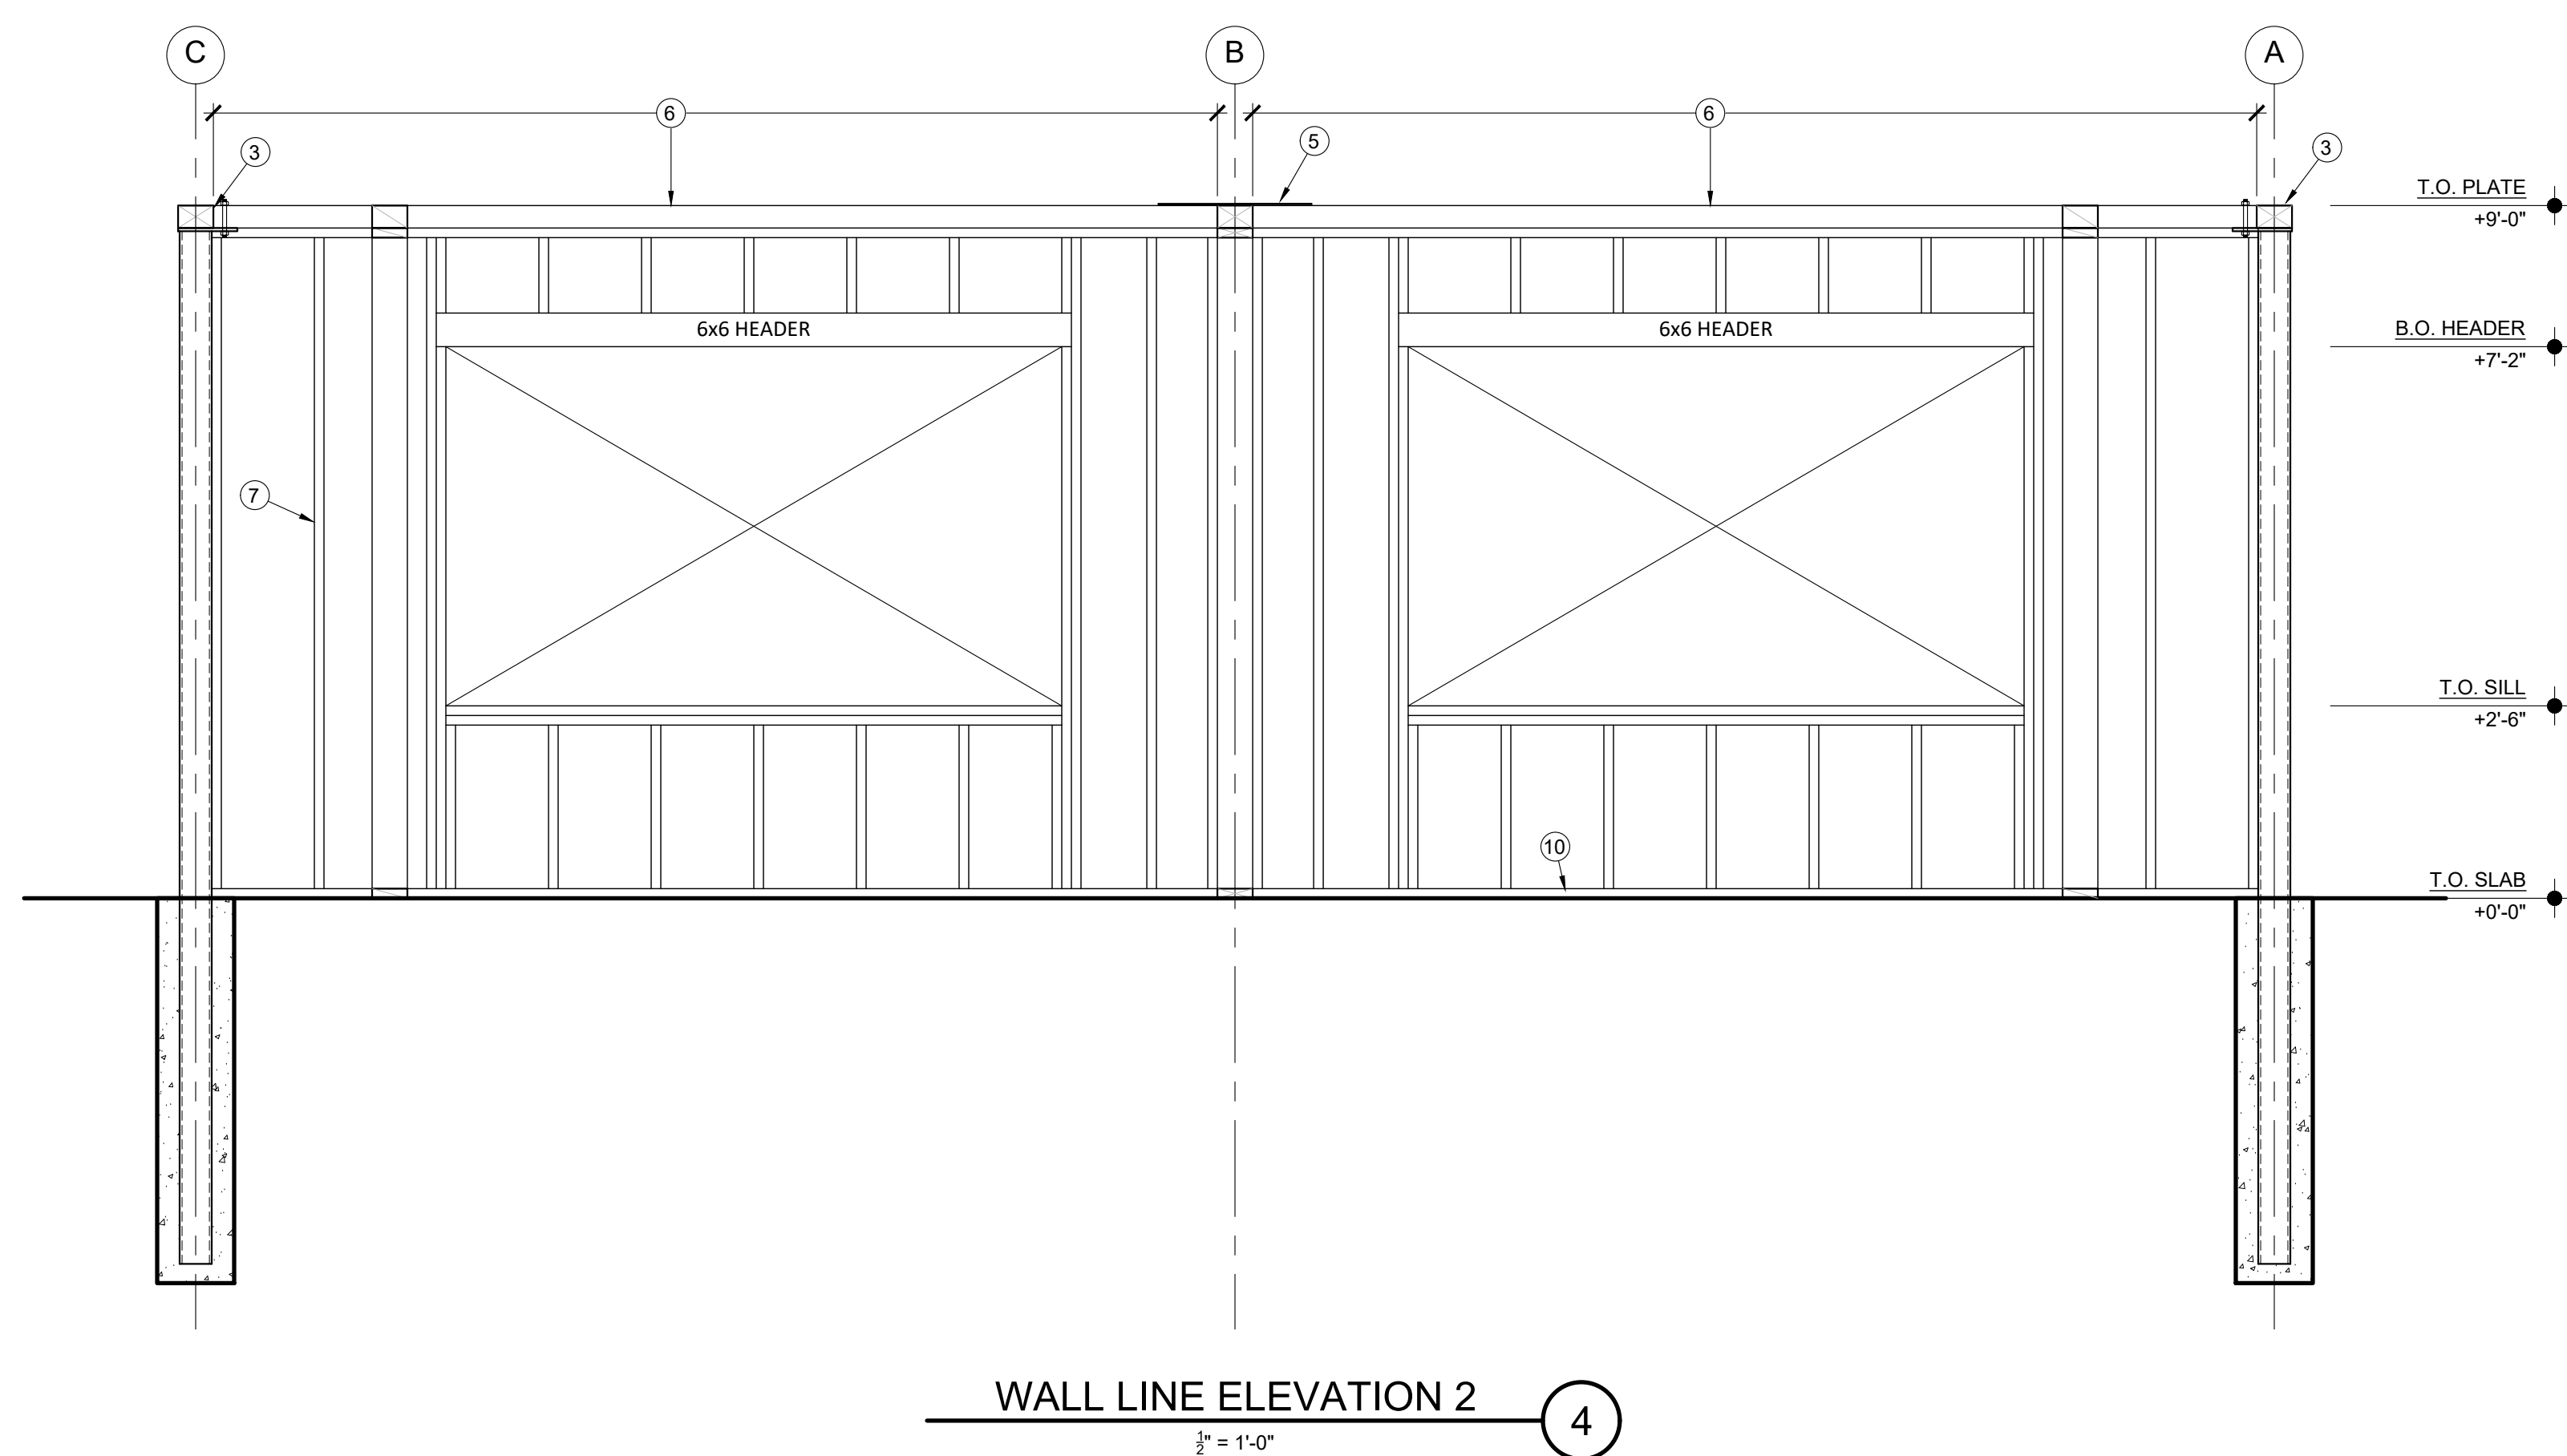 C
B
A
6
6
3
5
3
T.O. PLATE
+9'-0"
6x6 HEADER
6x6 HEADER
B.O. HEADER
+7'-2"
7
T.O. SILL
+2'-6"
10
T.O. SLAB
+0'-0"
WALL LINE ELEVATION 2
4
½" = 1'-0"